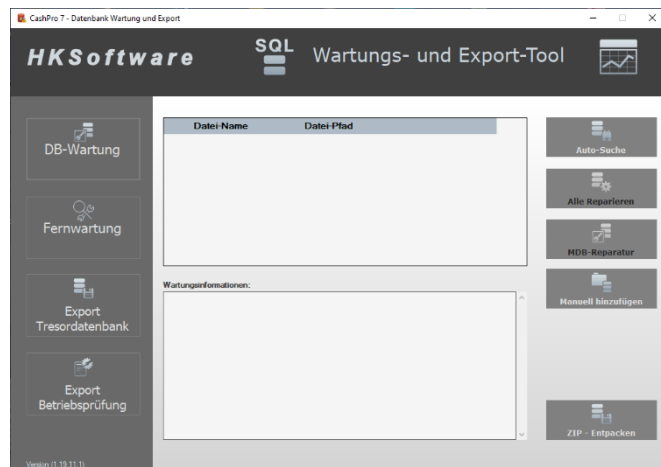 CashPro 7 - Datenbank Wartung und Export
HKSoftware
SQL
Wartungs- und Export-Tool
DB-Wartung
Fernwartung
Export
Tresordatenbank
Export
Betriebsprüfung
Version (1.19.11.1)
Datei-Name Datei-Pfad
Wartungsinformationen:
Auto-Suche
Alle Reparieren
MDB-Reparatur
Manuell hinzufügen
ZIP - Entpacken